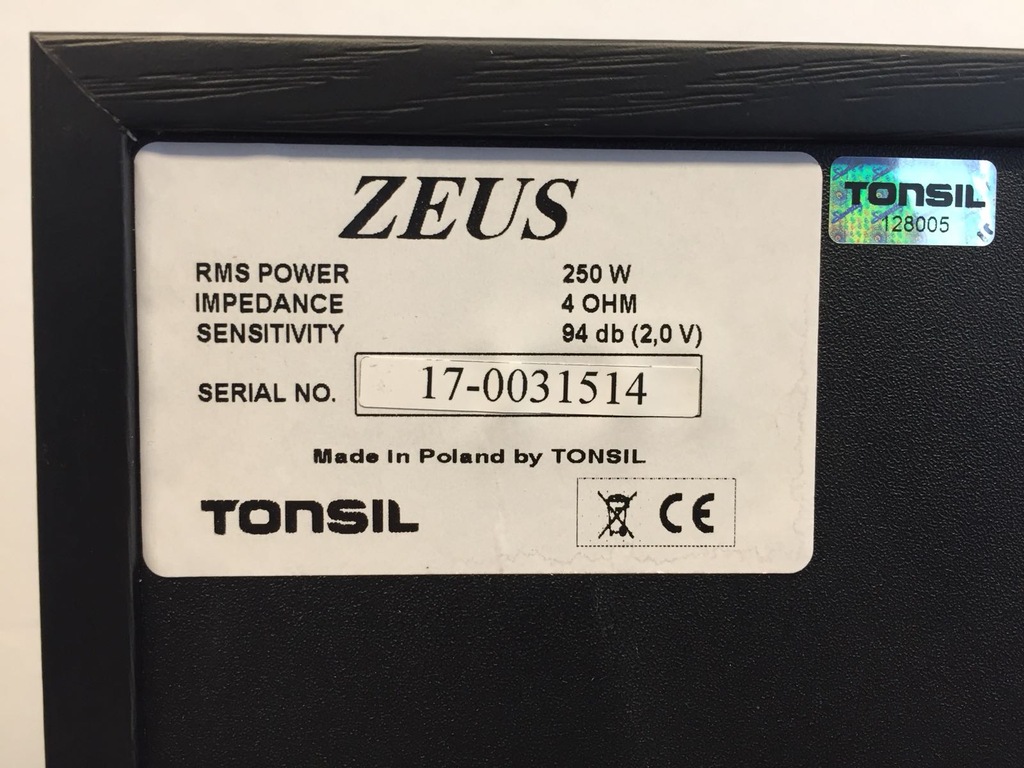 ZEUS
RMS POWER 250 W
IMPEDANCE 4 OHM
SENSITIVITY 94 db (2,0 V)
SERIAL NO. 17-0031514
Made in Poland by TONSIL
TONSIL
CE
TONSIL
128005